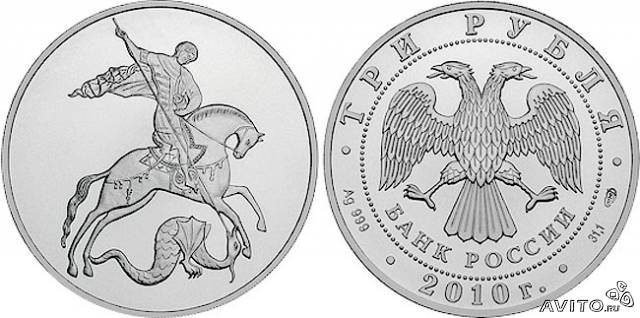 · ТРИ РУБЛЯ ·
Ag 999
31,1
БАНК РОССИИ
· 2010 г. ·
AVITO.ru